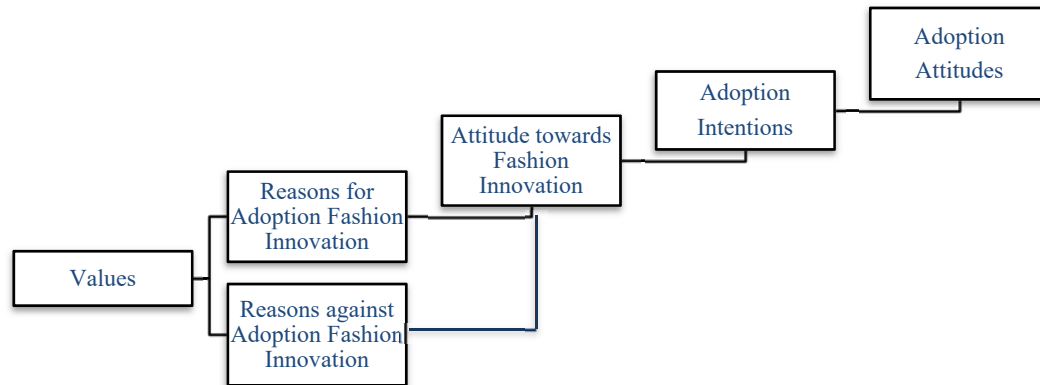 Adoption
Attitudes
Adoption
Intentions
Attitude towards
Fashion
Innovation
Reasons for
Adoption Fashion
Innovation
Values
Reasons against
Adoption Fashion
Innovation